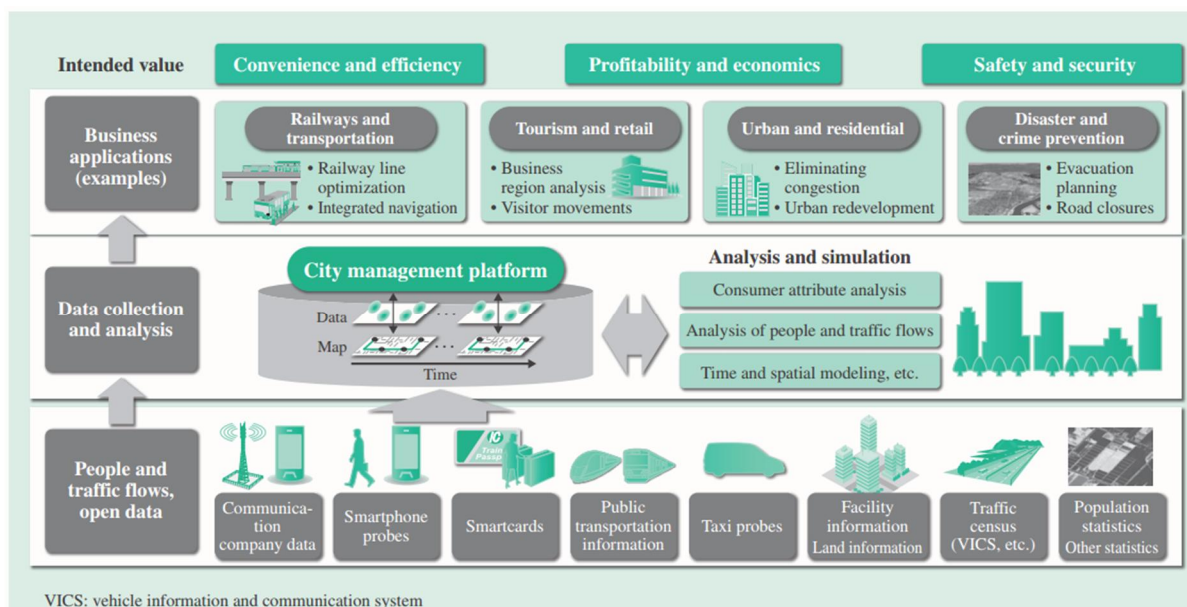 Intended value
Convenience and efficiency
Profitability and economics
Safety and security
Business
applications
(examples)
Railways and
transportation
• Railway line
optimization
• Integrated navigation
Tourism and retail
• Business
region analysis
• Visitor movements
Urban and residential
• Eliminating
congestion
• Urban redevelopment
Disaster and
crime prevention
• Evacuation
planning
• Road closures
Data collection
and analysis
City management platform
Data
...
Map
...
Time
Analysis and simulation
Consumer attribute analysis
Analysis of people and traffic flows
Time and spatial modeling, etc.
People and
traffic flows,
open data
Communica-
tion
company data
Smartphone
probes
IC
Train
Passp
Smartcards
Public
transportation
information
Taxi probes
Facility
information
Land information
Traffic
census
(VICS, etc.)
Population
statistics
Other statistics
VICS: vehicle information and communication system